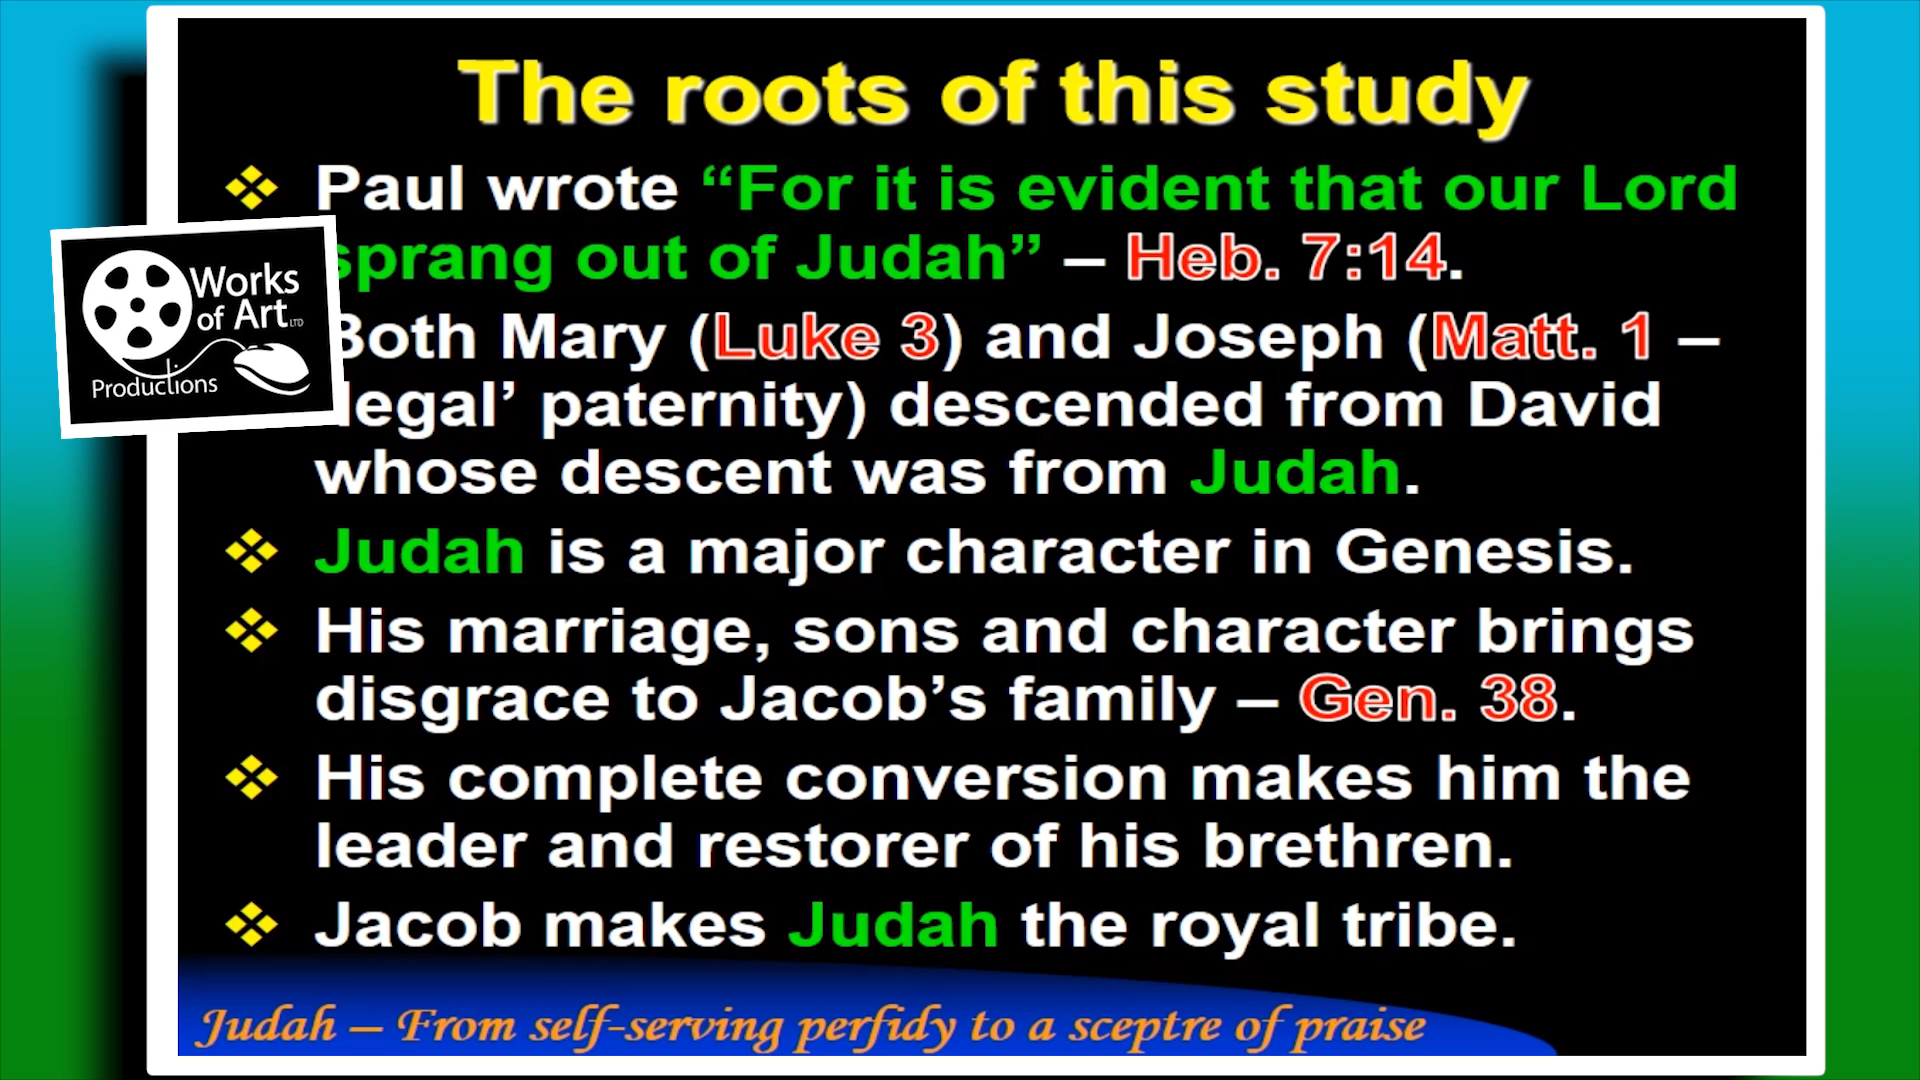 The roots of this study
Paul wrote “For it is evident that our Lord
sprang out of Judah” – Heb. 7:14.
Both Mary (Luke 3) and Joseph (Matt. 1 –
legal’ paternity) descended from David
whose descent was from Judah.
Judah is a major character in Genesis.
His marriage, sons and character brings
disgrace to Jacob’s family – Gen. 38.
His complete conversion makes him the
leader and restorer of his brethren.
Jacob makes Judah the royal tribe.
Judah – From self-serving perfidy to a sceptre of praise
Works
of Art LTD
Productions